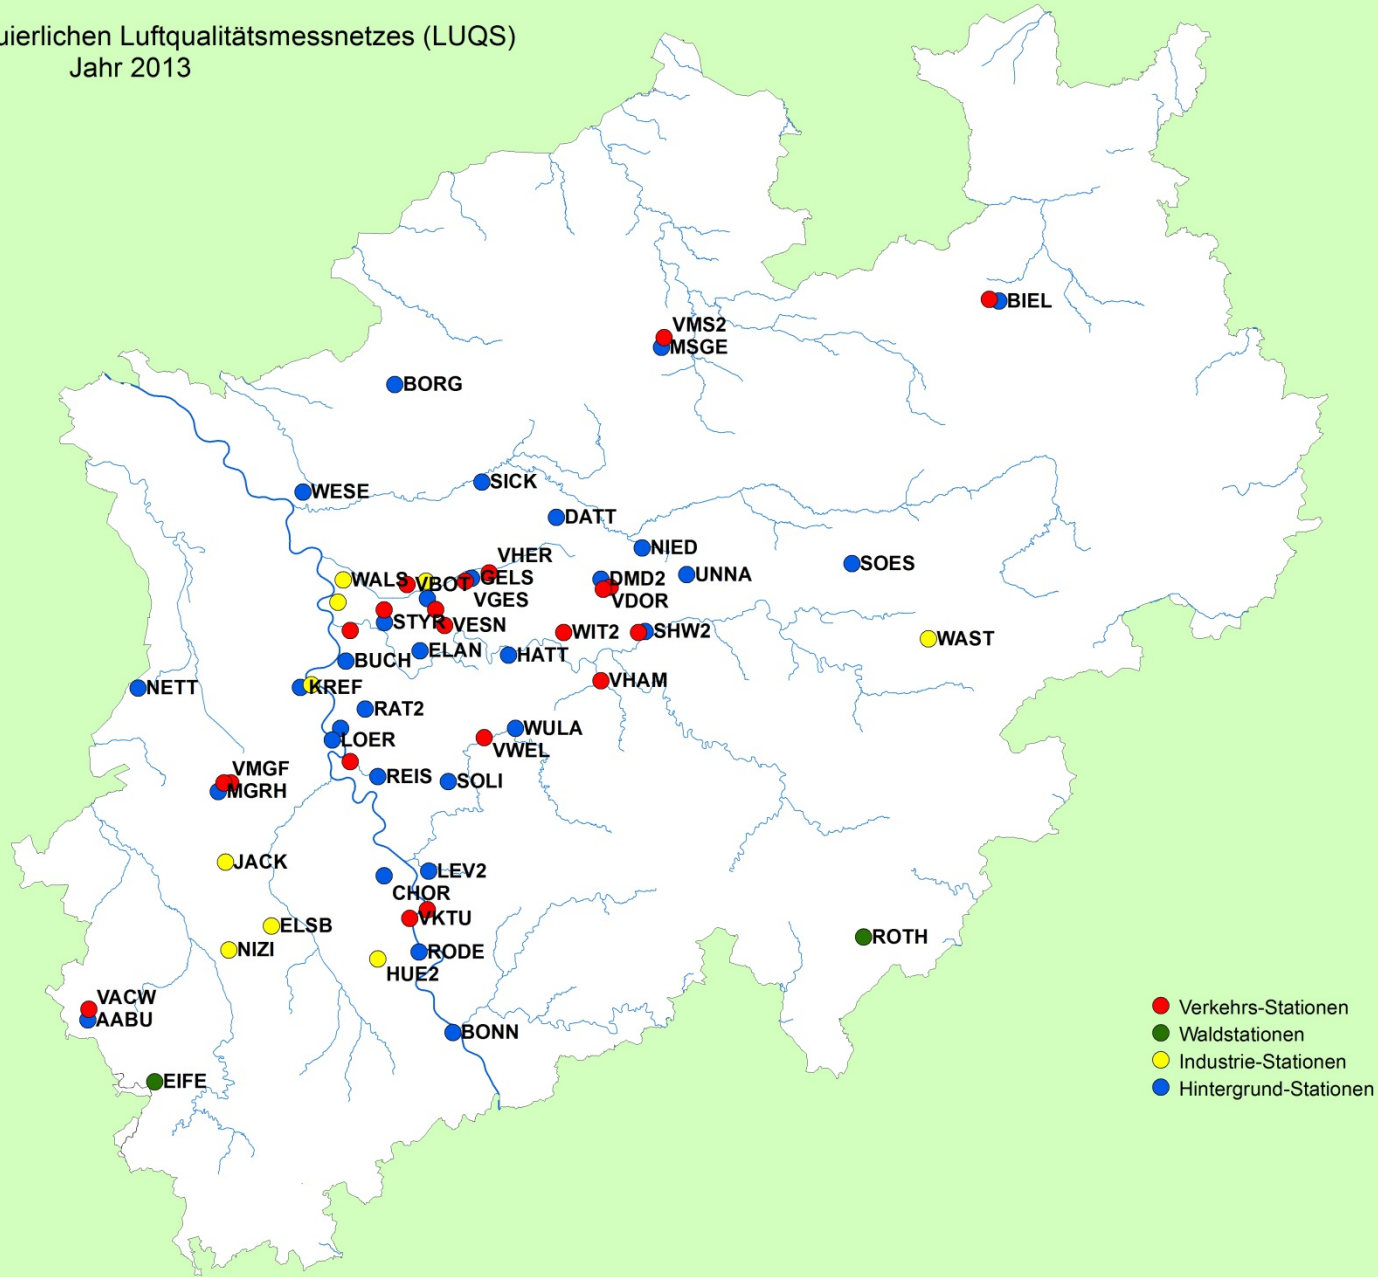 uierlichen Luftqualitätsmessnetzes (LUQS)
Jahr 2013
BIEL
VMS2
MSGE
BORG
SICK
WESE
DATT
NIED
VHER
SOES
UNNA
DMD2
GELS
WALS
VBOT
VGES
VDOR
STYR
VESN
WIT2
SHW2
WAST
ELAN
HATT
BUCH
VHAM
NETT
KREF
RAT2
WULA
LOER
VWEL
VMGF
REIS
SOLI
MGRH
JACK
LEV2
CHOR
VKTU
ELSB
ROTH
NIZI
RODE
HUE2
VACW
AABU
BONN
EIFE
Verkehrs-Stationen
Waldstationen
Industrie-Stationen
Hintergrund-Stationen